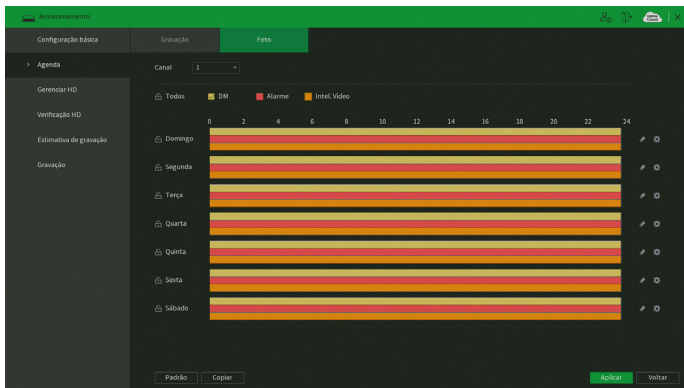 Armazenamento
Configuração básica
Gravação
Foto
Agenda
Canal 1
Gerenciar HD
Todos DM Alarme Intel. Vídeo
Verificação HD
0 2 4 6 8 10 12 14 16 18 20 22 24
Estimativa de gravação
Domingo
Gravação
Segunda
Terça
Quarta
Quinta
Sexta
Sábado
Padrão Copiar Aplicar Voltar